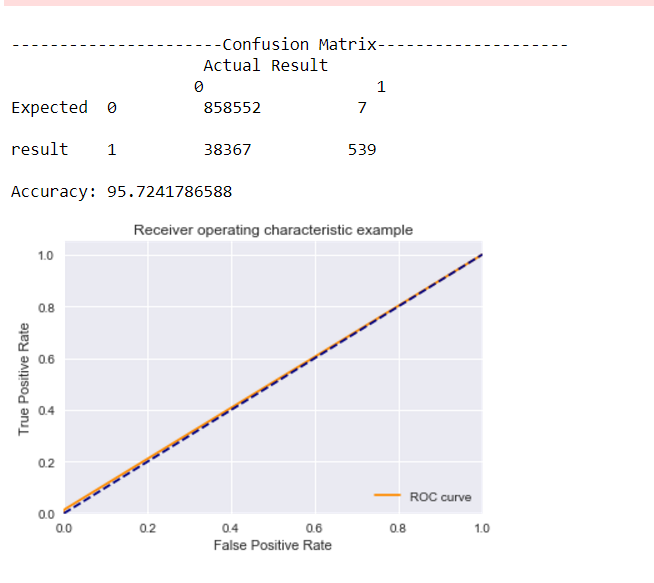 ----------------------Confusion Matrix--------------------
Actual Result
0 1
Expected 0 858552 7
result 1 38367 539
Accuracy: 95.7241786588
Receiver operating characteristic example
1.0
0.8
0.6
0.4
0.2
0.0
True Positive Rate
ROC curve
0.0 0.2 0.4 0.6 0.8 1.0
False Positive Rate